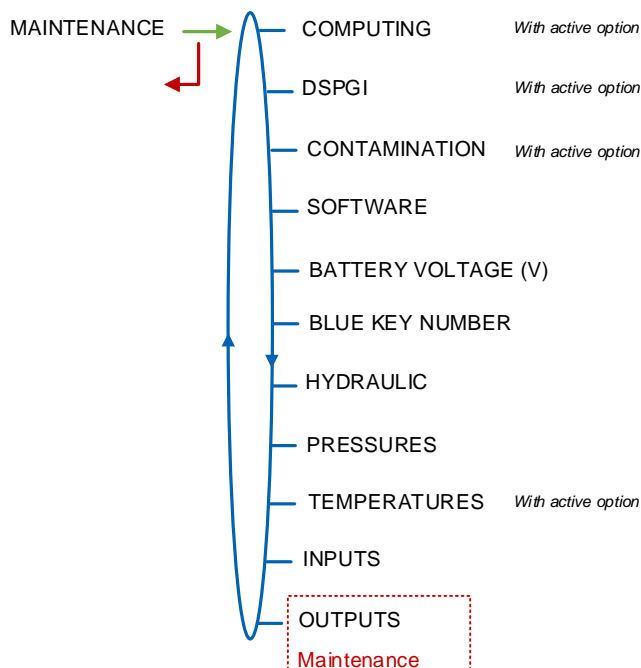 MAINTENANCE
COMPUTING With active option
DSPGI With active option
CONTAMINATION With active option
SOFTWARE
BATTERY VOLTAGE (V)
BLUE KEY NUMBER
HYDRAULIC
PRESSURES
TEMPERATURES With active option
INPUTS
OUTPUTS
Maintenance